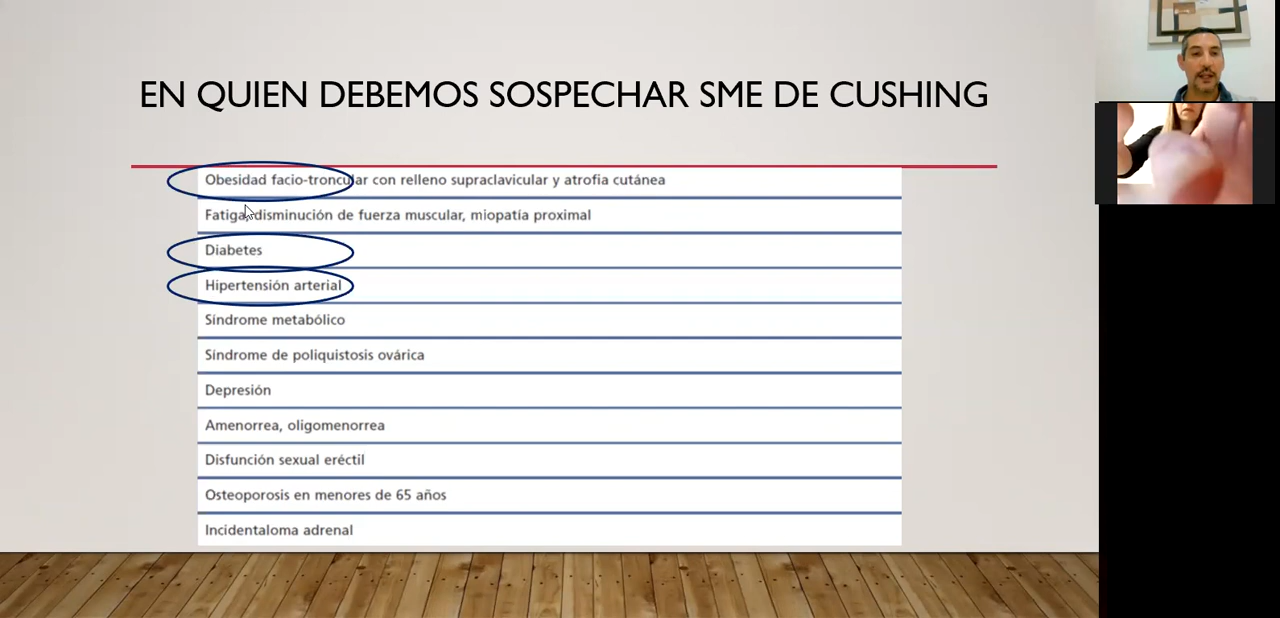 EN QUIEN DEBEMOS SOSPECHAR SME DE CUSHING
Obesidad facio-troncular con relleno supraclavicular y atrofia cutánea
Fatiga, disminución de fuerza muscular, miopatía proximal
Diabetes
Hipertensión arterial
Síndrome metabólico
Síndrome de poliquistosis ovárica
Depresión
Amenorrea, oligomenorrea
Disfunción sexual eréctil
Osteoporosis en menores de 65 años
Incidentaloma adrenal